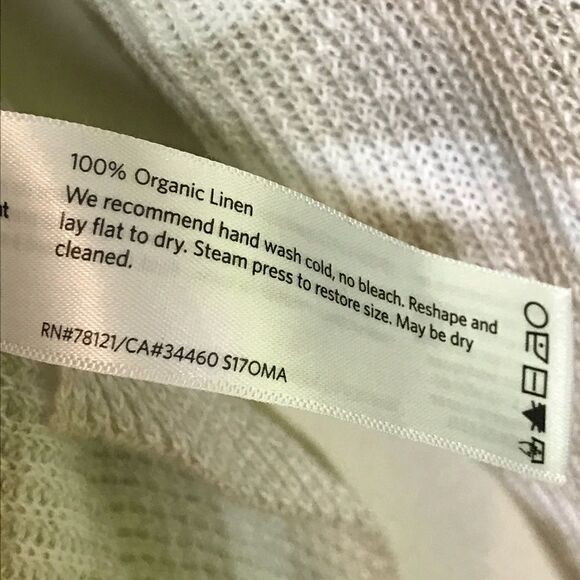 100% Organic Linen
We recommend hand wash cold, no bleach. Reshape and
lay flat to dry. Steam press to restore size. May be dry
cleaned.
RN#78121/CA#34460 S17OMA